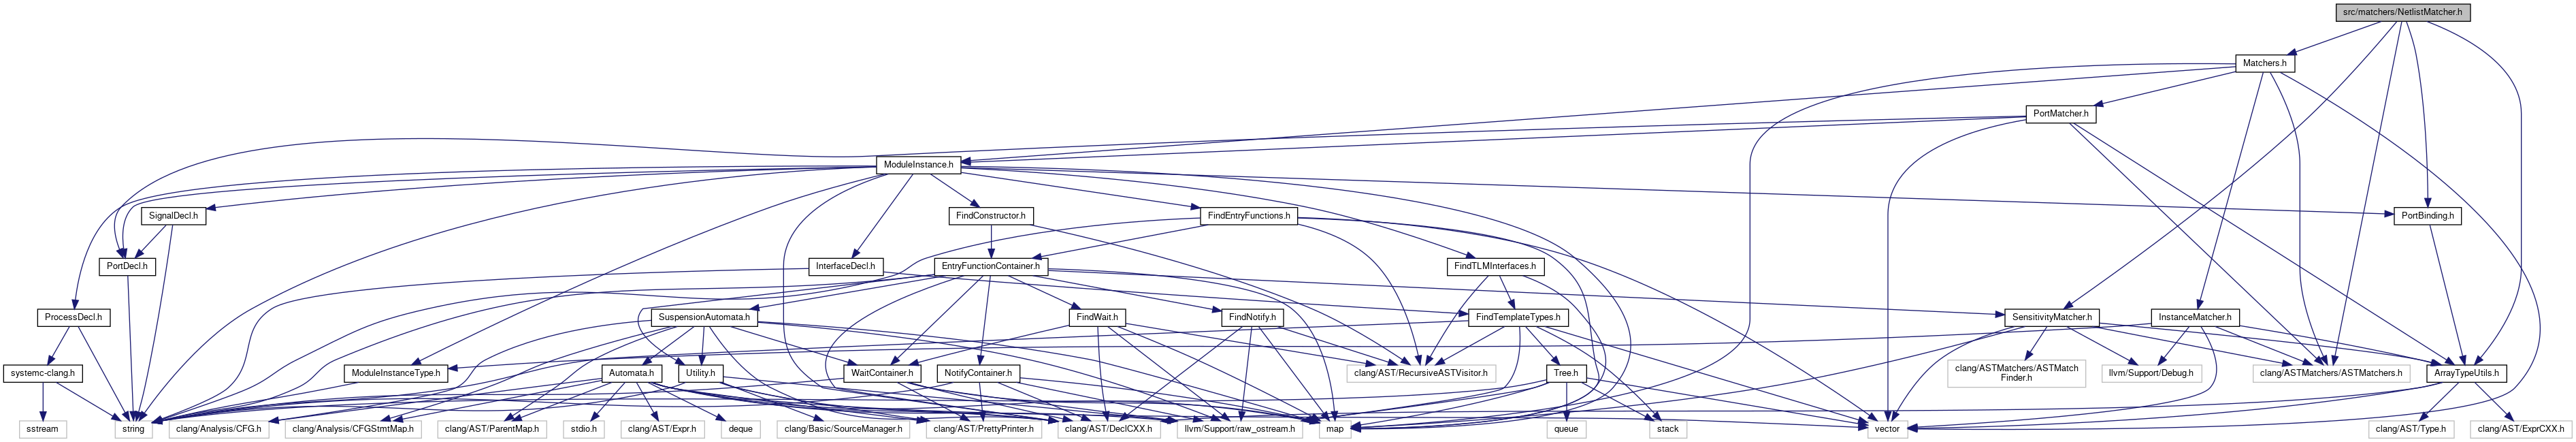 src/matchers/NetlistMatcher.h
Matchers.h
PortMatcher.h
ModuleInstance.h
SignalDecl.h
FindConstructor.h
FindEntryFunctions.h
PortBinding.h
PortDecl.h
InterfaceDecl.h
EntryFunctionContainer.h
FindTLMInterfaces.h
ProcessDecl.h
SuspensionAutomata.h
FindWait.h
FindNotify.h
FindTemplateTypes.h
SensitivityMatcher.h
InstanceMatcher.h
systemc-clang.h
ModuleInstanceType.h
Automata.h
Utility.h
WaitContainer.h
NotifyContainer.h
clang/AST/RecursiveASTVisitor.h
Tree.h
clang/ASTMatchers/ASTMatch
Finder.h
llvm/Support/Debug.h
clang/ASTMatchers/ASTMatchers.h
ArrayTypeUtils.h
sstream
string
clang/Analysis/CFG.h
clang/Analysis/CFGStmtMap.h
clang/AST/ParentMap.h
stdio.h
clang/AST/Expr.h
deque
clang/Basic/SourceManager.h
clang/AST/PrettyPrinter.h
clang/AST/DeclCXX.h
llvm/Support/raw_ostream.h
map
queue
stack
vector
clang/AST/Type.h
clang/AST/ExprCXX.h